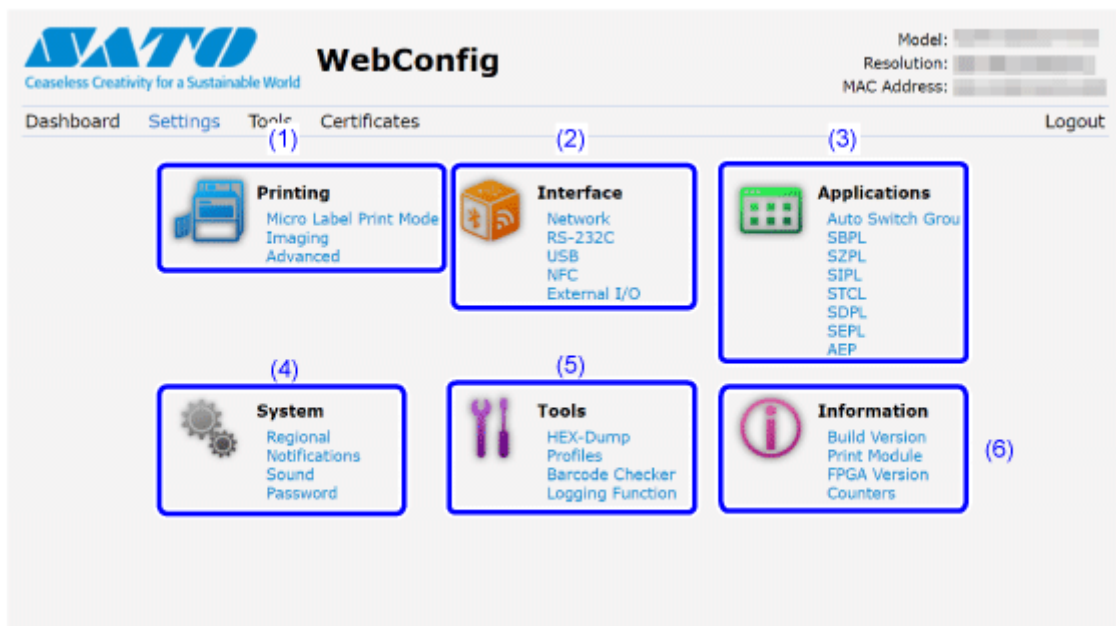 SATO
Ceaseless Creativity for a Sustainable World
WebConfig
Model:
Resolution:
MAC Address:
Dashboard Settings Tools Certificates Logout
(1)
(2)
(3)
Printing
Micro Label Print Mode
Imaging
Advanced
Interface
Network
RS-232C
USB
NFC
External I/O
Applications
Auto Switch Grou
SBPL
SZPL
SIPL
STCL
SDPL
SEPL
AEP
(4)
(5)
System
Regional
Notifications
Sound
Password
Tools
HEX-Dump
Profiles
Barcode Checker
Logging Function
Information
Build Version
Print Module
FPGA Version
Counters
(6)